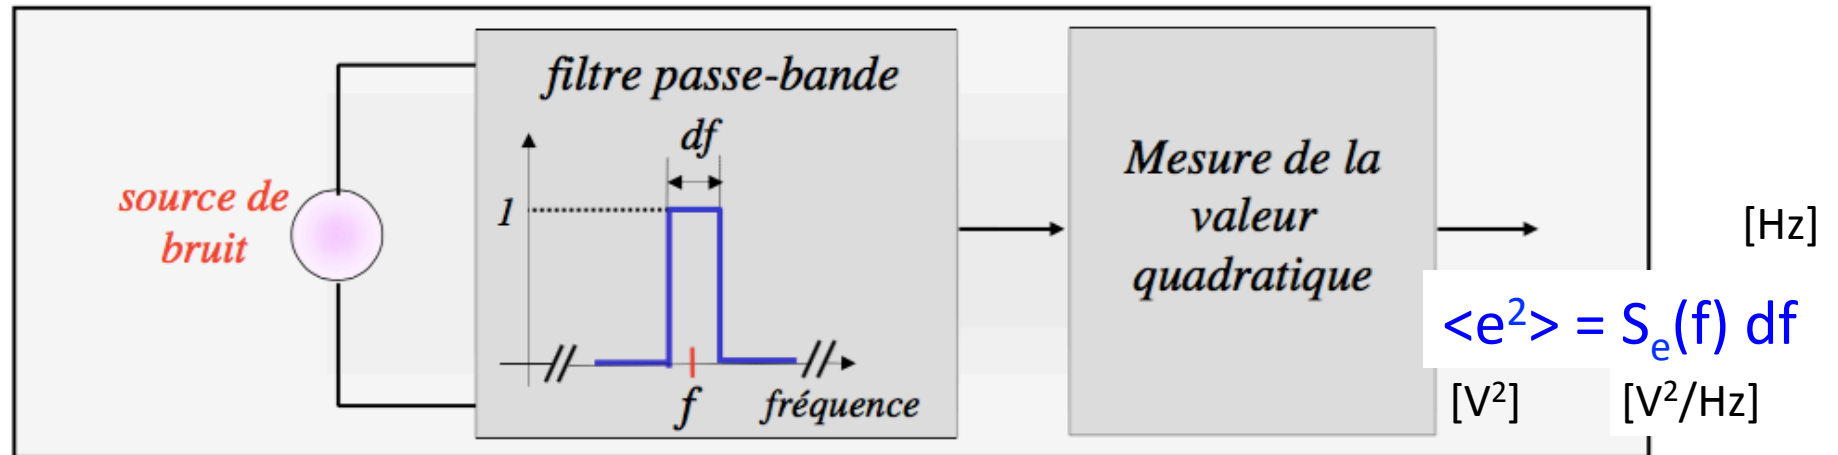 source de
bruit
filtre passe-bande
df
1
f
fréquence
Mesure de la
valeur
quadratique
[Hz]
<e²> = Sₑ(f) df
[V²] [V²/Hz]